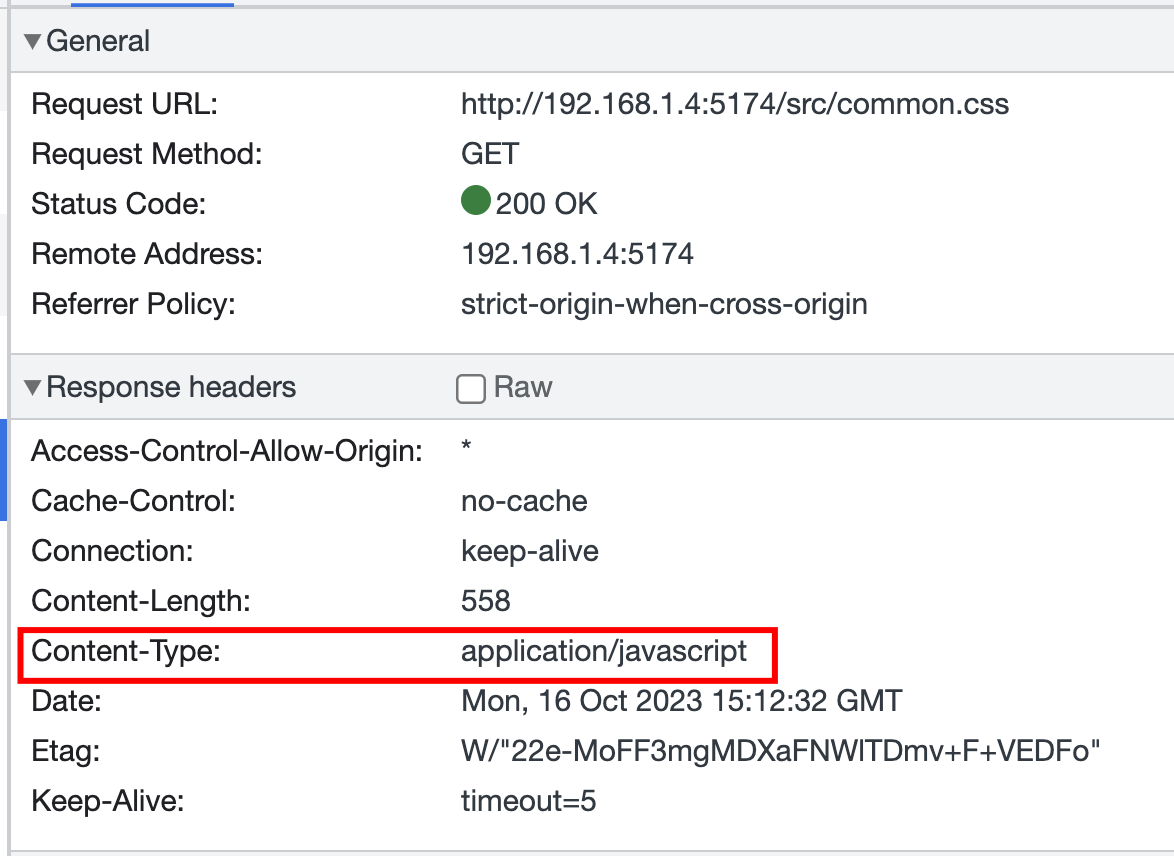 General
Request URL: http://192.168.1.4:5174/src/common.css
Request Method: GET
Status Code: 200 OK
Remote Address: 192.168.1.4:5174
Referrer Policy: strict-origin-when-cross-origin
Response headers Raw
Access-Control-Allow-Origin: *
Cache-Control: no-cache
Connection: keep-alive
Content-Length: 558
Content-Type: application/javascript
Date: Mon, 16 Oct 2023 15:12:32 GMT
Etag: W/"22e-MoFF3mgMDXaFNWlTDmv+F+VEDFo"
Keep-Alive: timeout=5